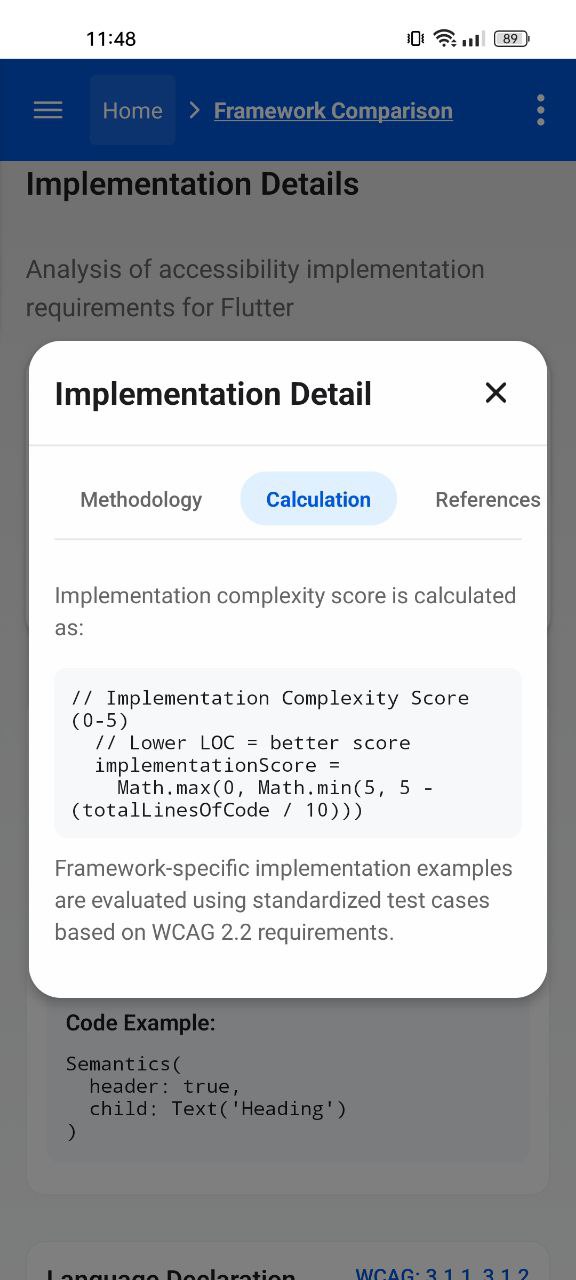 11:48
89
Home > Framework Comparison
Implementation Details
Analysis of accessibility implementation
requirements for Flutter
Implementation Detail
Methodology Calculation References
Implementation complexity score is calculated
as:
// Implementation Complexity Score
(0-5)
// Lower LOC = better score
implementationScore =
Math.max(0, Math.min(5, 5 -
(totalLinesOfCode / 10)))
Framework-specific implementation examples
are evaluated using standardized test cases
based on WCAG 2.2 requirements.
Code Example:
Semantics(
header: true,
child: Text('Heading')
)
Language Declaration WCAG: 3.1.1, 3.1.2